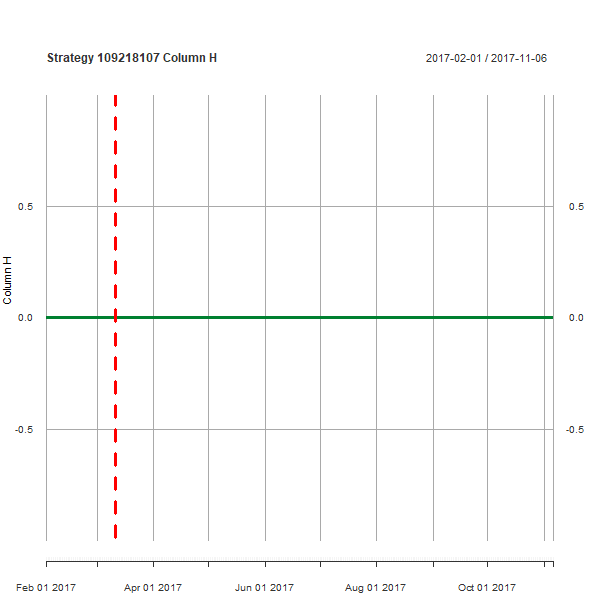 Strategy 109218107 Column H
2017-02-01 / 2017-11-06
0.5
0.5
Column H
0.0
0.0
-0.5
-0.5
Feb 01 2017
Apr 01 2017
Jun 01 2017
Aug 01 2017
Oct 01 2017